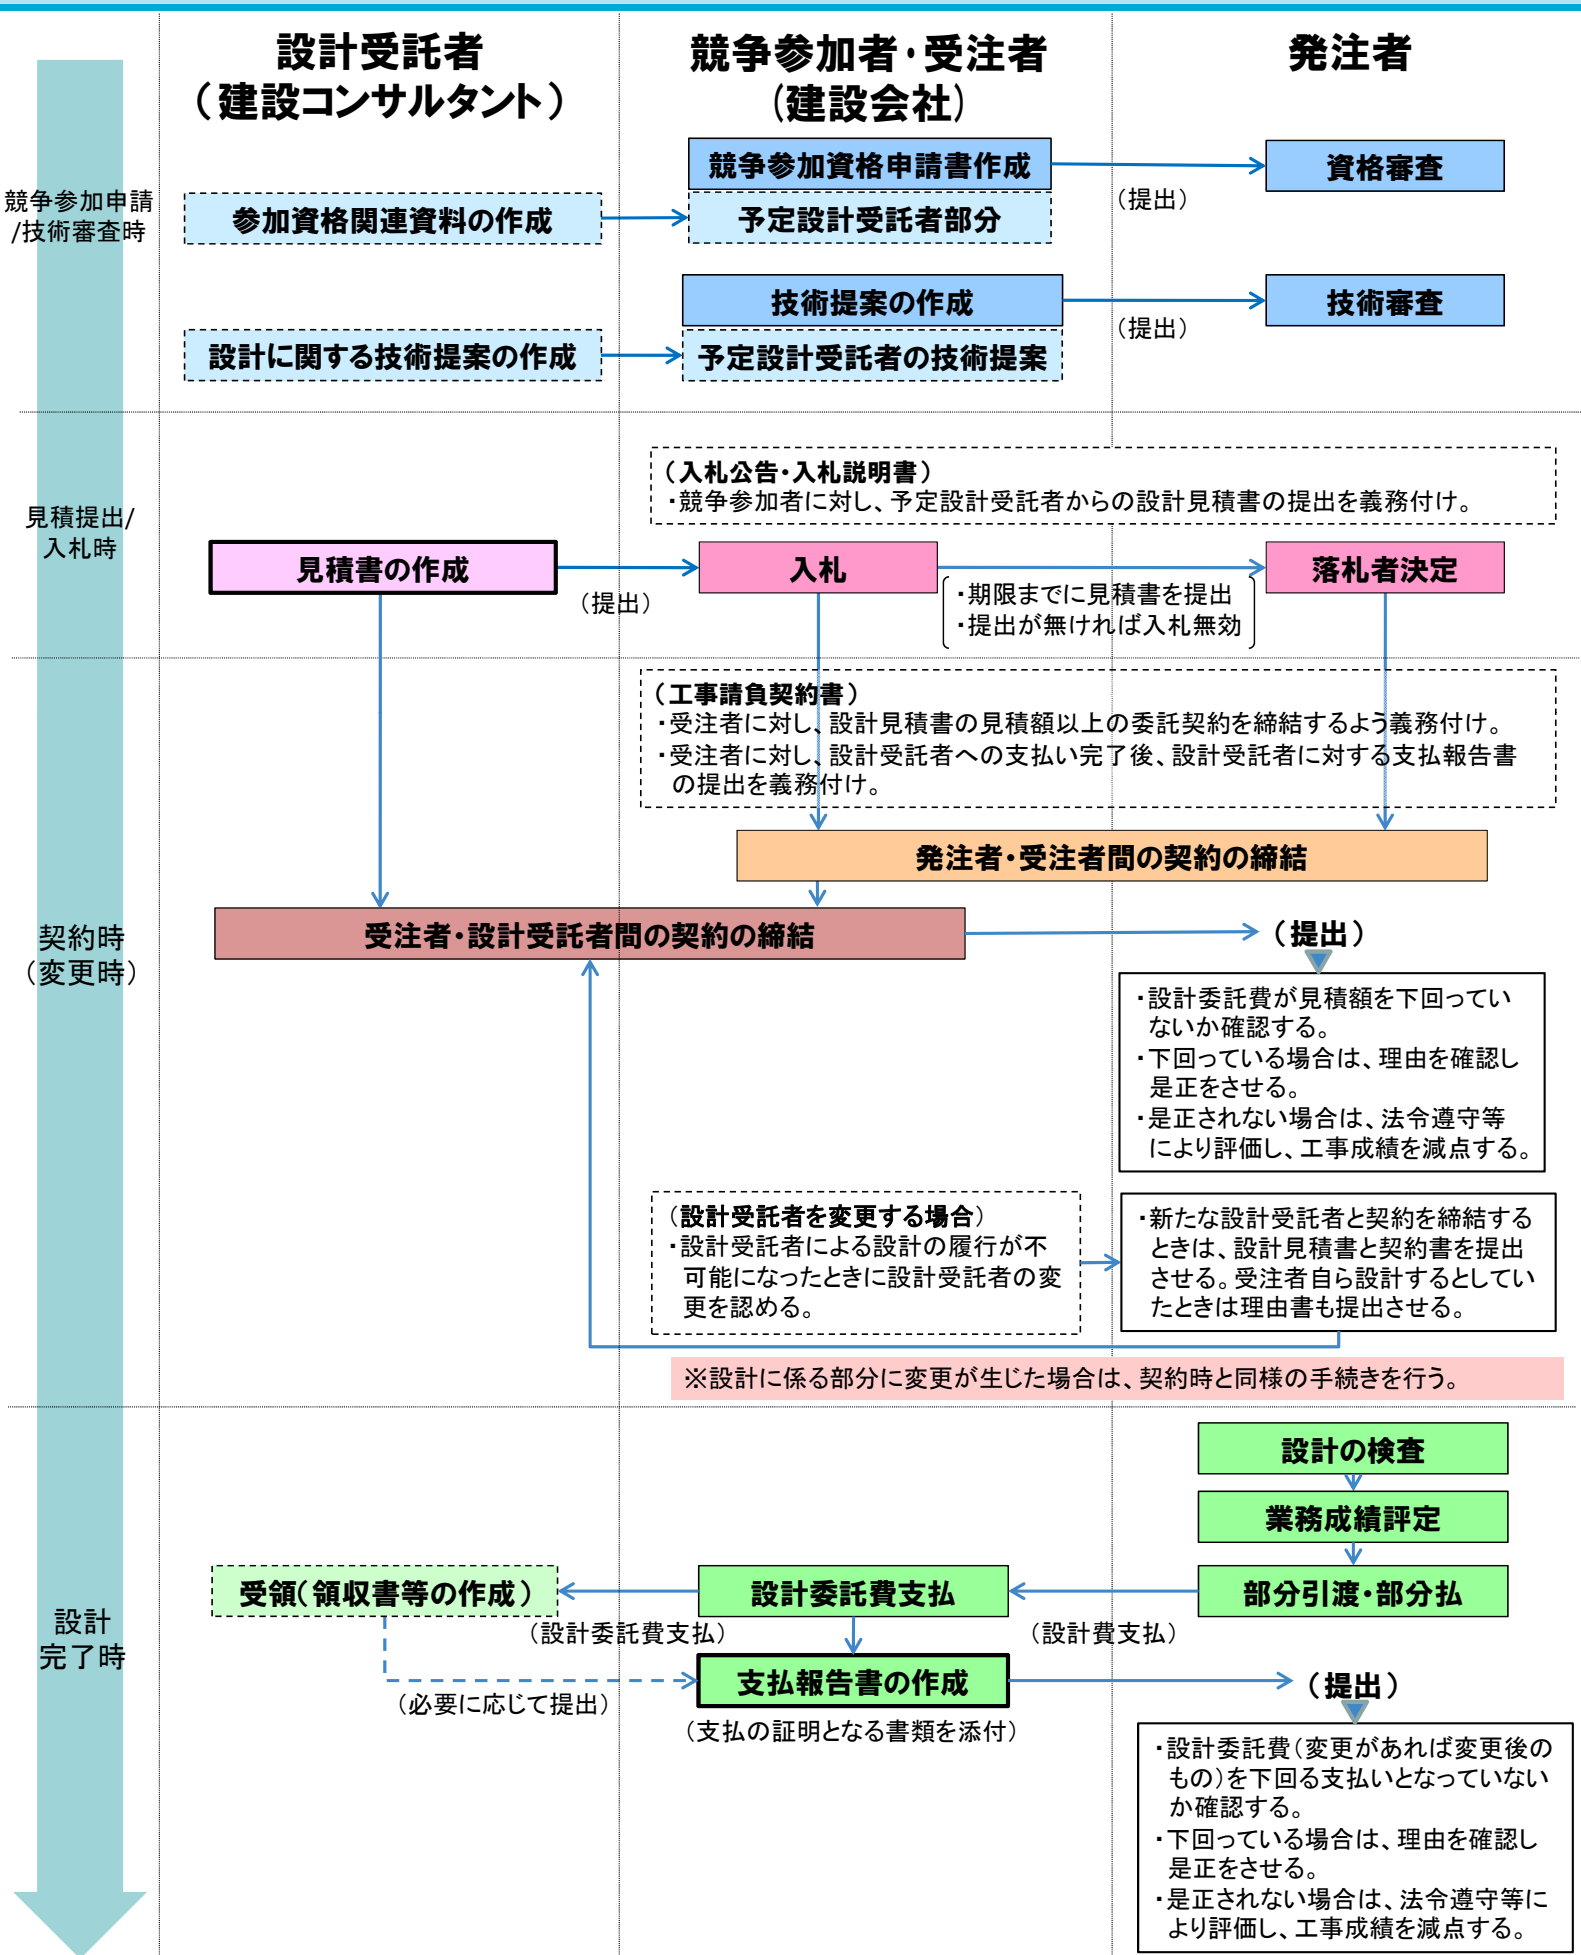 設計受託者
（建設コンサルタント）
競争参加者・受注者
(建設会社)
発注者
競争参加申請
/技術審査時
競争参加資格申請書作成
（提出）
資格審査
参加資格関連資料の作成
予定設計受託者部分
技術提案の作成
（提出）
技術審査
設計に関する技術提案の作成
予定設計受託者の技術提案
見積提出/
入札時
（入札公告・入札説明書）
・競争参加者に対し、予定設計受託者からの設計見積書の提出を義務付け。
見積書の作成
（提出）
入札
・期限までに見積書を提出
・提出が無ければ入札無効
落札者決定
契約時
（変更時）
（工事請負契約書）
・受注者に対し、設計見積書の見積額以上の委託契約を締結するよう義務付け。
・受注者に対し、設計受託者への支払い完了後、設計受託者に対する支払報告書
の提出を義務付け。
発注者・受注者間の契約の締結
受注者・設計受託者間の契約の締結
（提出）
・設計委託費が見積額を下回ってい
ないか確認する。
・下回っている場合は、理由を確認し
是正をさせる。
・是正されない場合は、法令遵守等
により評価し、工事成績を減点する。
（設計受託者を変更する場合）
・設計受託者による設計の履行が不
可能になったときに設計受託者の変
更を認める。
・新たな設計受託者と契約を締結する
ときは、設計見積書と契約書を提出
させる。受注者自ら設計するとしてい
たときは理由書も提出させる。
※設計に係る部分に変更が生じた場合は、契約時と同様の手続きを行う。
設計
完了時
設計の検査
業務成績評定
部分引渡・部分払
（設計費支払）
設計委託費支払
（設計委託費支払）
受領（領収書等の作成）
（必要に応じて提出）
支払報告書の作成
（支払の証明となる書類を添付）
（提出）
・設計委託費（変更があれば変更後の
もの）を下回る支払いとなっていない
か確認する。
・下回っている場合は、理由を確認し
是正をさせる。
・是正されない場合は、法令遵守等に
より評価し、工事成績を減点する。